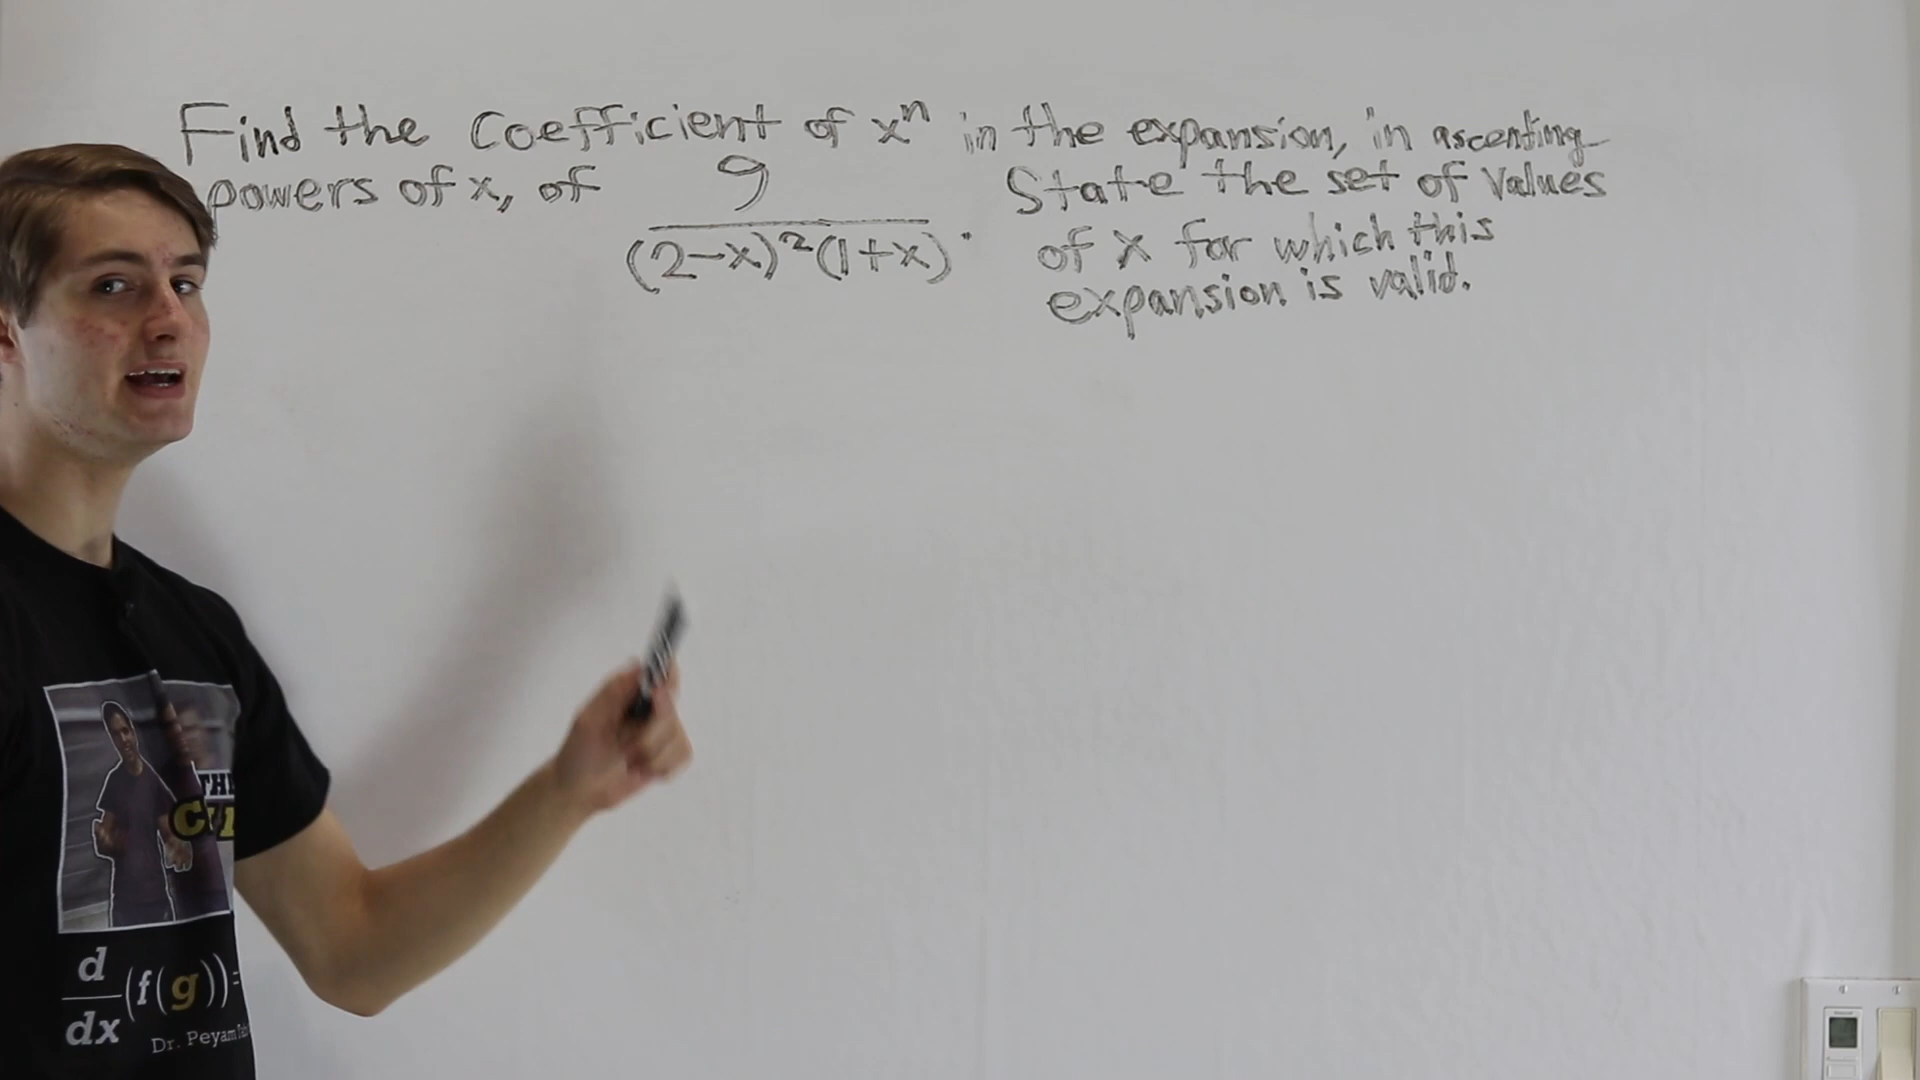 Find the Coefficient of xⁿ in the expansion, in ascenting
powers of x, of 9/((2-x)²(1+x)). State the set of values
of x for which this
expansion is valid.
d/dx (f(g))=
Dr. Peyam